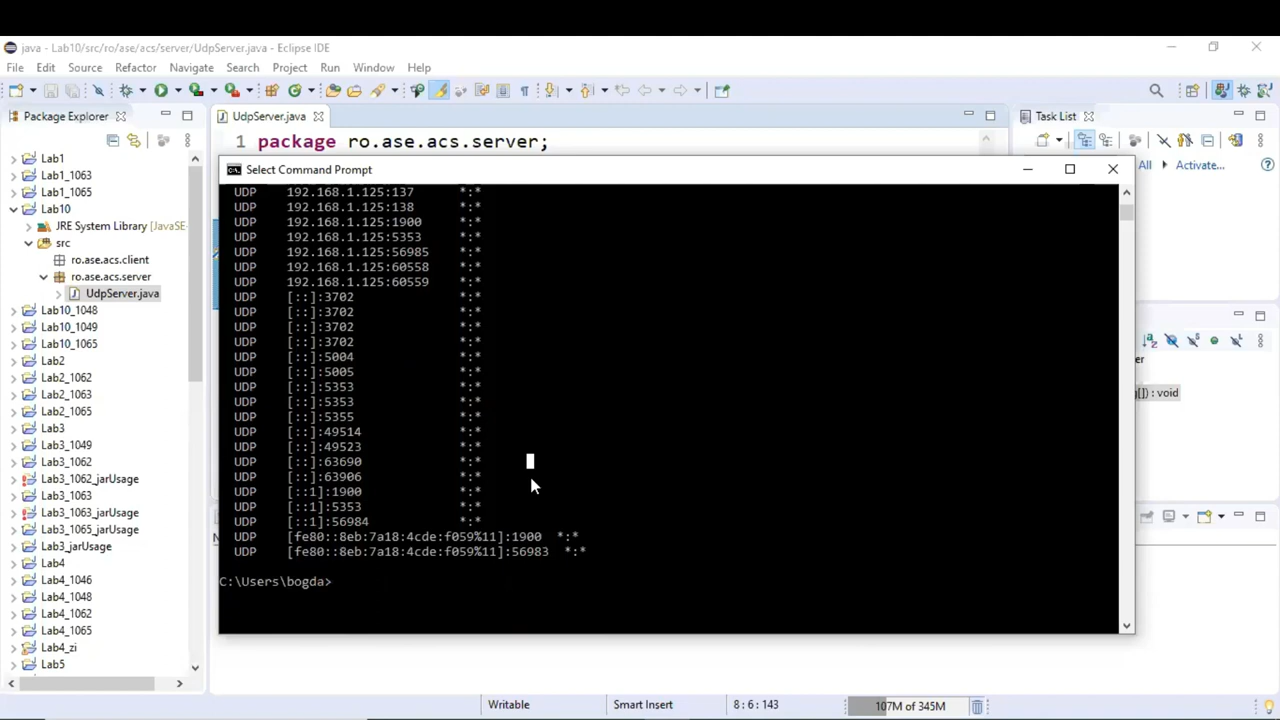 java - Lab10/src/ro/ase/acs/server/UdpServer.java - Eclipse IDE
File Edit Source Refactor Navigate Search Project Run Window Help
Package Explorer
UdpServer.java
Task List
1 package ro.ase.acs.server;
All Activate...
Select Command Prompt
Lab1
Lab1_1063
Lab1_1065
Lab10
JRE System Library [JavaSE-
src
ro.ase.acs.client
ro.ase.acs.server
UdpServer.java
Lab10_1048
Lab10_1049
Lab10_1065
Lab2
Lab2_1062
Lab2_1063
Lab2_1065
Lab3
Lab3_1049
Lab3_1062
Lab3_1062_jarUsage
Lab3_1063
Lab3_1063_jarUsage
Lab3_1065_jarUsage
Lab3_jarUsage
Lab4
Lab4_1046
Lab4_1048
Lab4_1062
Lab4_1065
Lab4_zi
Lab5
UDP 192.168.1.125:137 *:*
UDP 192.168.1.125:138 *:*
UDP 192.168.1.125:1900 *:*
UDP 192.168.1.125:5353 *:*
UDP 192.168.1.125:56985 *:*
UDP 192.168.1.125:60558 *:*
UDP 192.168.1.125:60559 *:*
UDP [::]:3702 *:*
UDP [::]:3702 *:*
UDP [::]:3702 *:*
UDP [::]:3702 *:*
UDP [::]:5004 *:*
UDP [::]:5005 *:*
UDP [::]:5353 *:*
UDP [::]:5353 *:*
UDP [::]:5355 *:*
UDP [::]:49514 *:*
UDP [::]:49523 *:*
UDP [::]:63690 *:*
UDP [::]:63906 *:*
UDP [::1]:1900 *:*
UDP [::1]:5353 *:*
UDP [::1]:56984 *:*
UDP [fe80::8eb:7a18:4cde:f059%11]:1900 *:*
UDP [fe80::8eb:7a18:4cde:f059%11]:56983 *:*
C:\Users\bogda>
er
g[]) : void
Writable Smart Insert 8 : 6 : 143 107M of 345M